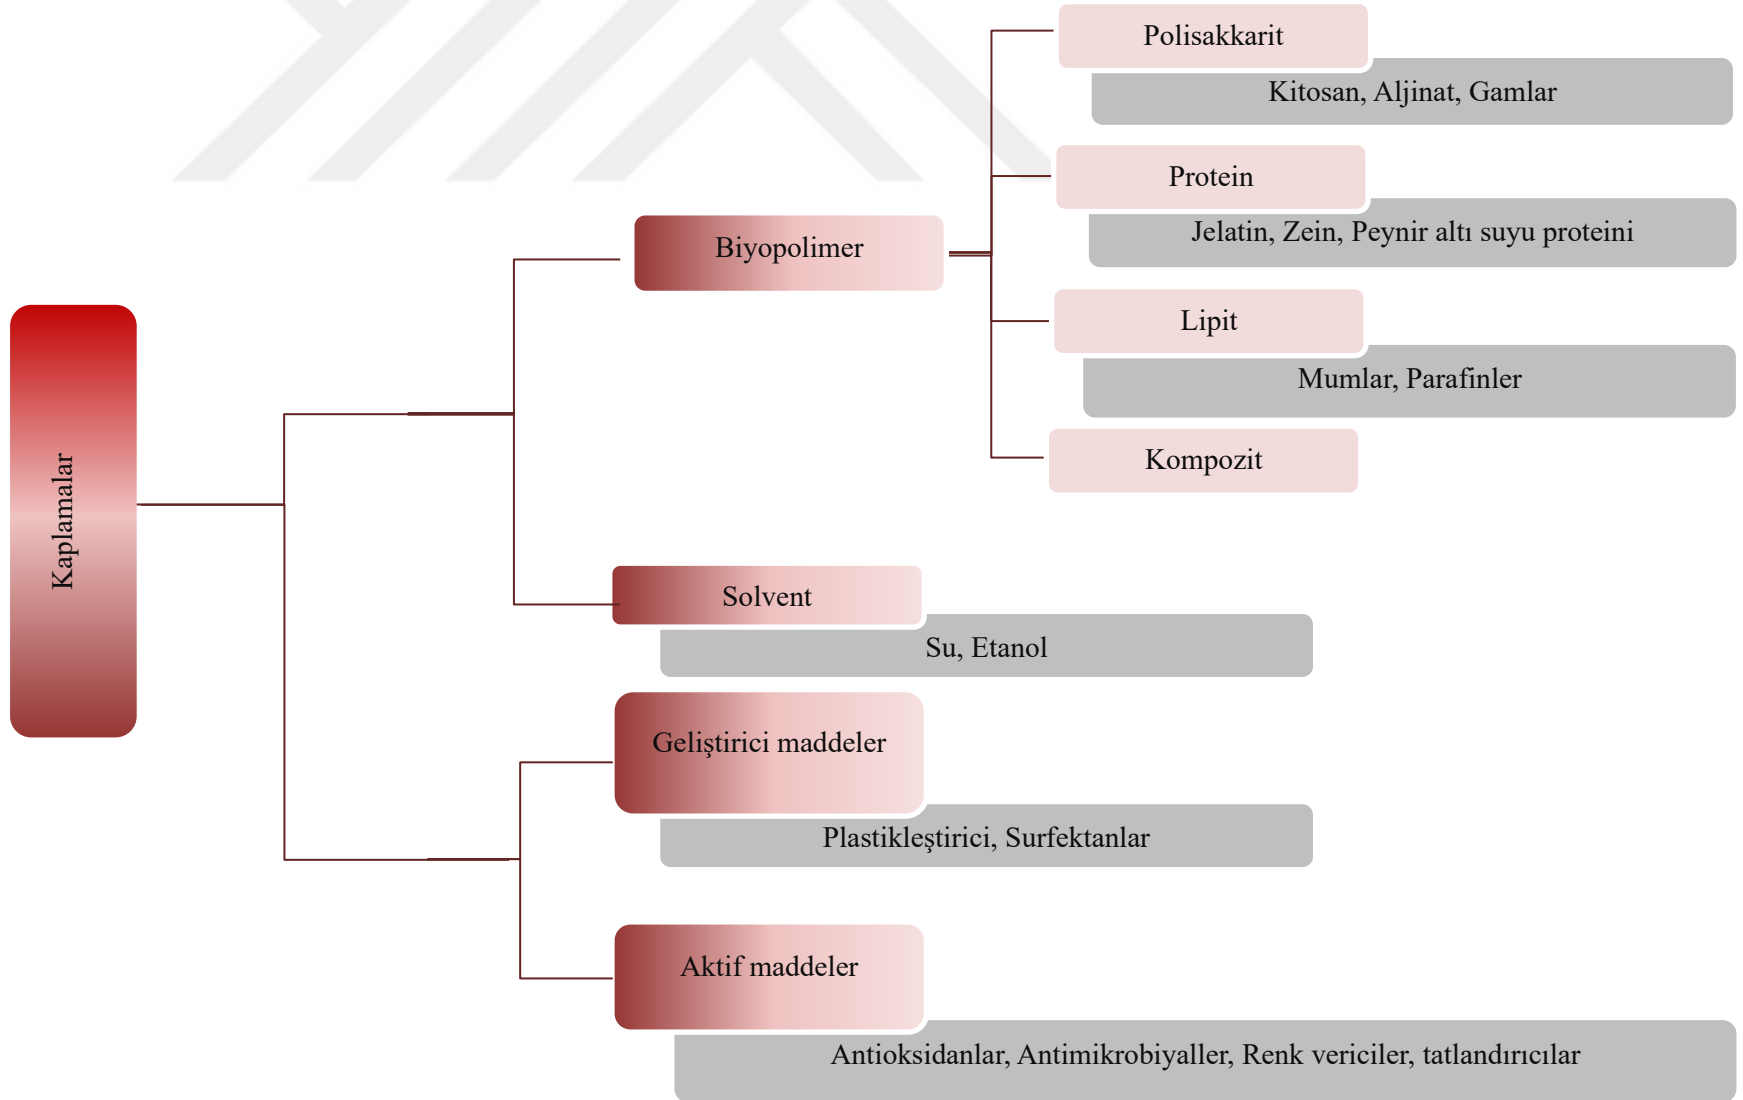 Polisakkarit
Kitosan, Aljinat, Gamlar
Protein
Jelatin, Zein, Peynir altı suyu proteini
Biyopolimer
Lipit
Mumlar, Parafinler
Kompozit
Kaplamalar
Solvent
Su, Etanol
Geliştirici maddeler
Plastikleştirici, Surfektanlar
Aktif maddeler
Antioksidanlar, Antimikrobiyaller, Renk vericiler, tatlandırıcılar